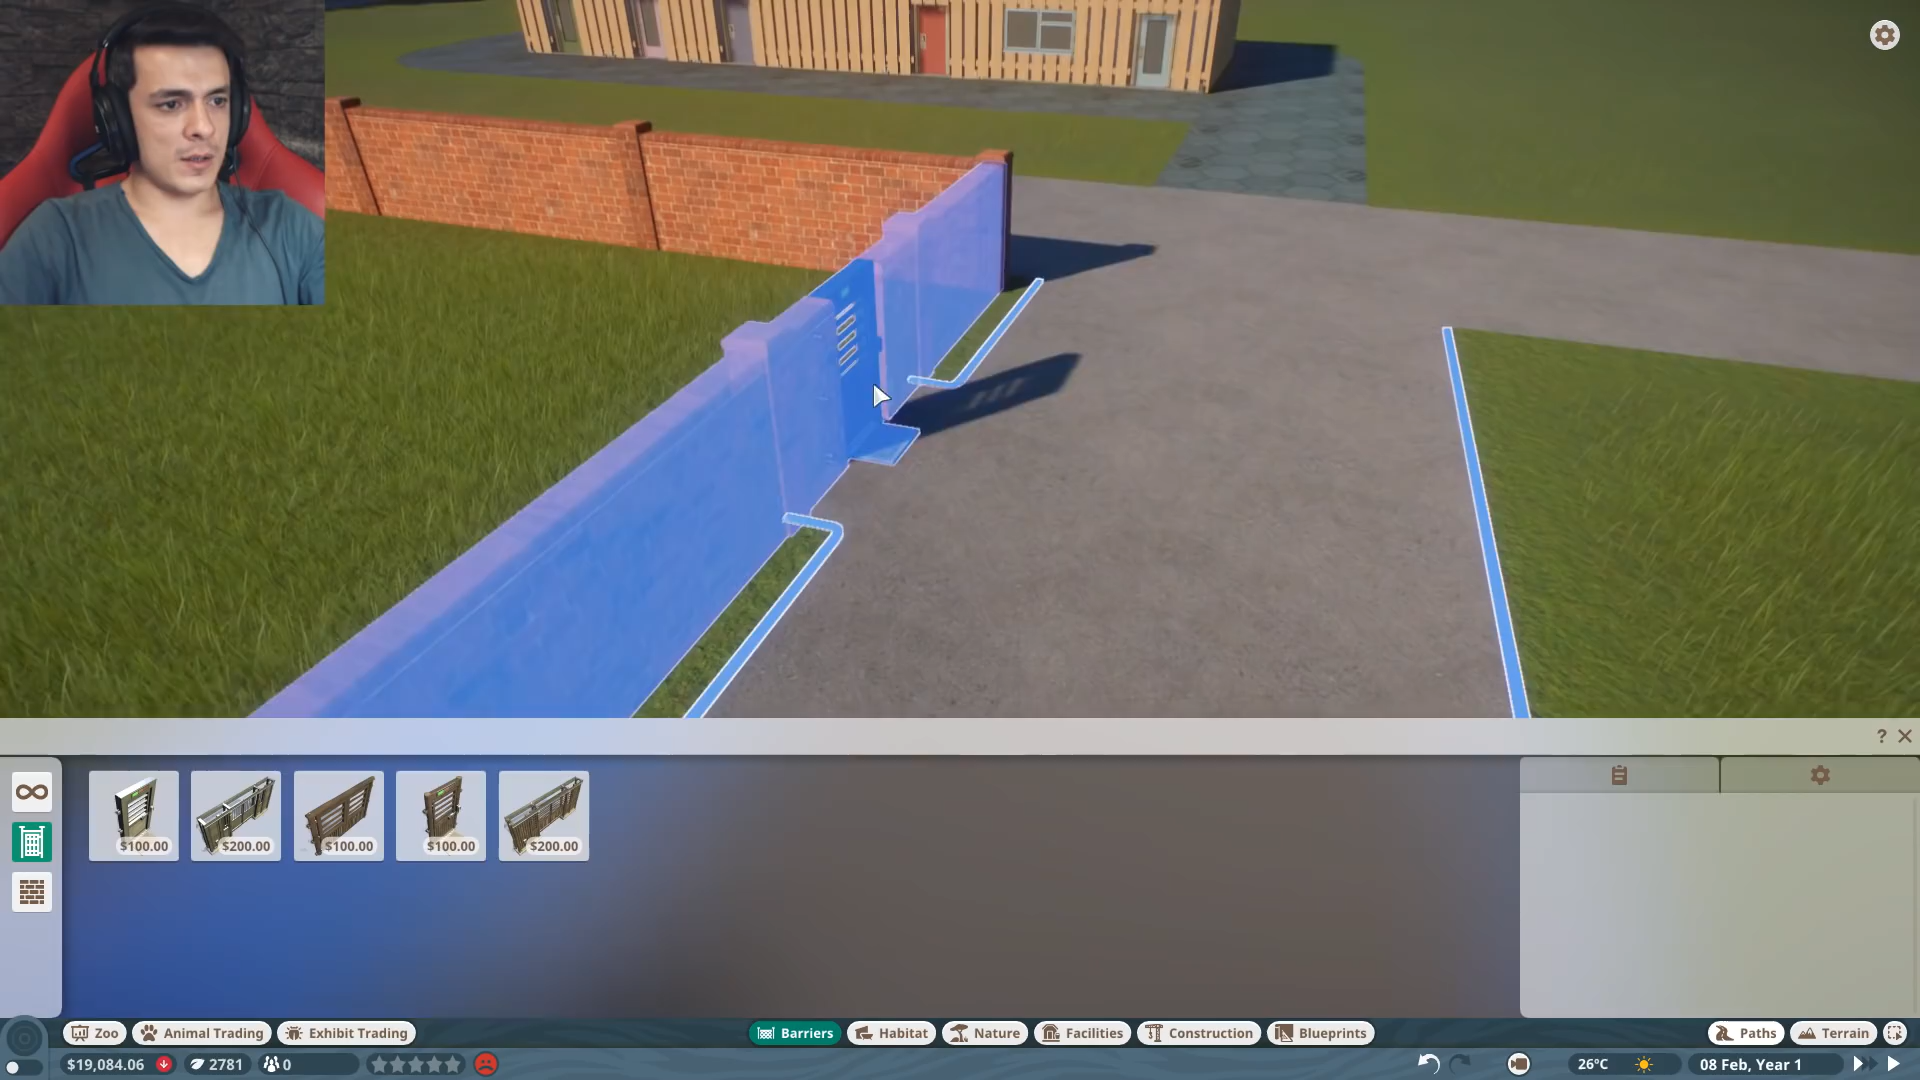 $100.00
$200.00
$100.00
$100.00
$200.00
?
Zoo
Animal Trading
Exhibit Trading
Barriers
Habitat
Nature
Facilities
Construction
Blueprints
Paths
Terrain
$19,084.06
2781
0
26°C
08 Feb, Year 1